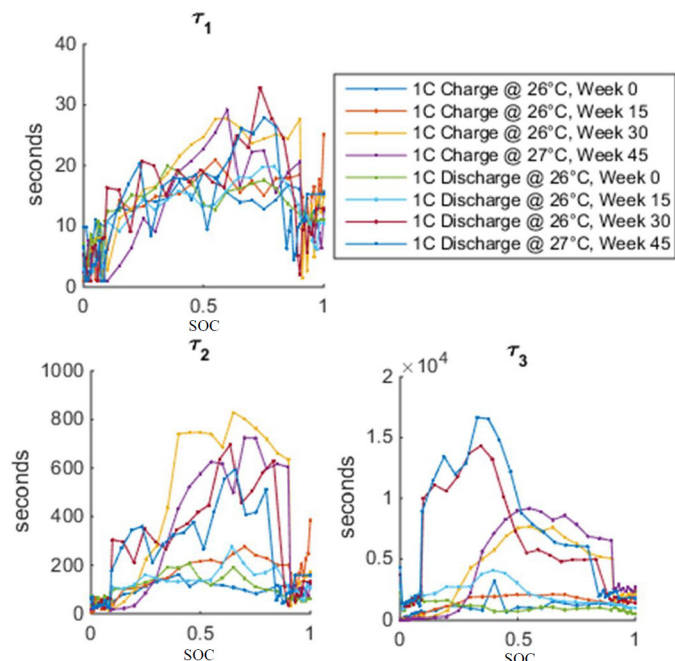 τ1
40
30
20
10
0
seconds
0
0.5
1
SOC
1C Charge @ 26°C, Week 0
1C Charge @ 26°C, Week 15
1C Charge @ 26°C, Week 30
1C Charge @ 27°C, Week 45
1C Discharge @ 26°C, Week 0
1C Discharge @ 26°C, Week 15
1C Discharge @ 26°C, Week 30
1C Discharge @ 27°C, Week 45
τ2
1000
800
600
400
200
0
seconds
0
0.5
1
SOC
τ3
×10^4
2
1.5
1
0.5
0
seconds
0
0.5
1
SOC